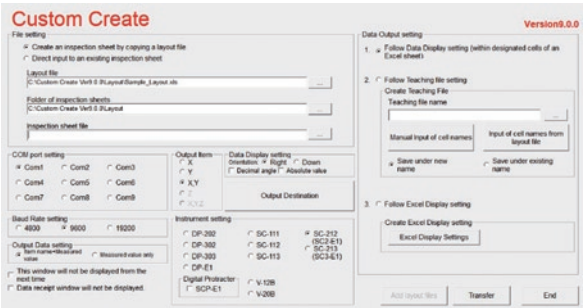 Custom Create
Version9.0.0
File setting
Create an inspection sheet by copying a layout file
Direct input to an existing inspection sheet
Layout file
C:\Custom Create Ver9.0.0\Layout\Sample_Layout.xls
...
Folder of inspection sheets
C:\Custom Create Ver9.0.0\Layout
...
Inspection sheet file
...
COM port setting
Com1 Com2 Com3
Com4 Com5 Com6
Com7 Com8 Com9
Output Item
X
Y
X,Y
Z
X,Y,Z
Data Display setting
Orientation Right Down
Decimal angle Absolute value
Output Destination
Baud Rate setting
4800 9600 19200
Output Data setting
Item name+Measured value
Measured value only
This window will not be displayed from the next time
Data receipt window will not be displayed
Instrument setting
DP-202 SC-111 SC-212
(SC2-E1)
DP-302 SC-112 SC-213
DP-303 SC-113 (SC3-E1)
DP-E1
Digital Protractor
SCP-E1
V-12B
V-20B
Data Output setting
1. Follow Data Display setting (within designated cells of an
Excel sheet)
2. Follow Teaching file setting
Create Teaching File
Teaching file name
...
Manual Input of cell names
Input of cell names from
layout file
Save under new
name
Save under existing
name
3. Follow Excel Display setting
Create Excel Display setting
Excel Display Settings
Add layout files
Transfer
End